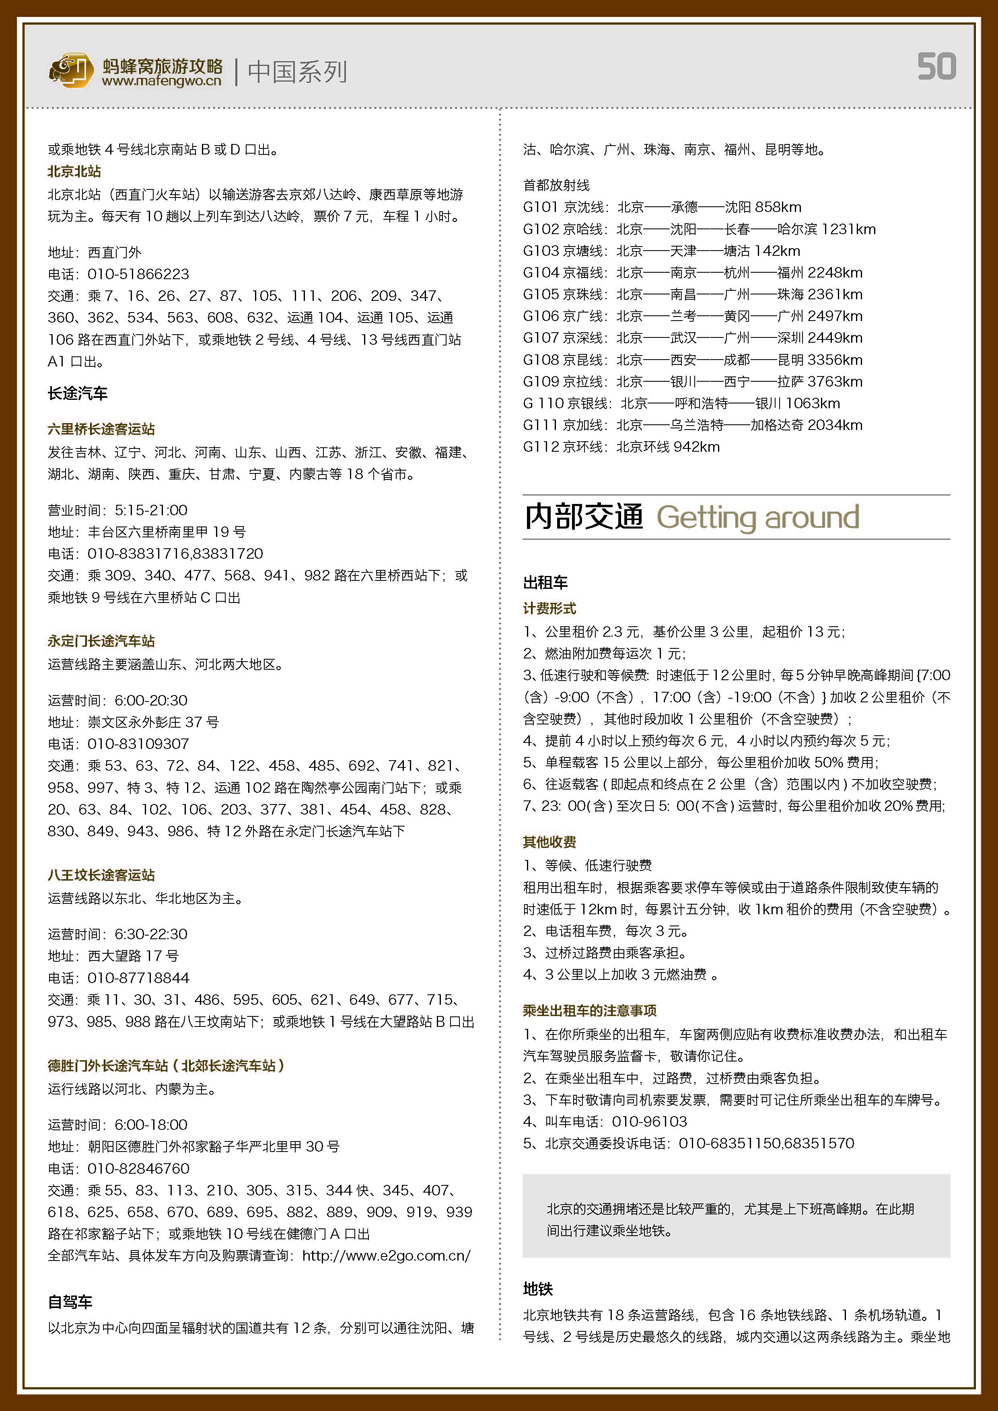 蚂蜂窝旅游攻略
www.mafengwo.cn
中国系列
50
或乘地铁 4 号线北京南站 B 或 D 口出。
北京北站
北京北站（西直门火车站）以输送游客去京郊八达岭、康西草原等地游
玩为主。每天有 10 趟以上列车到达八达岭，票价 7 元，车程 1 小时。
地址：西直门外
电话：010-51866223
交通：乘 7、16、26、27、87、105、111、206、209、347、
360、362、534、563、608、632、运通 104、运通 105、运通
106 路在西直门外站下，或乘地铁 2 号线、4 号线、13 号线西直门站
A1 口出。
长途汽车
六里桥长途客运站
发往吉林、辽宁、河北、河南、山东、山西、江苏、浙江、安徽、福建、
湖北、湖南、陕西、重庆、甘肃、宁夏、内蒙古等 18 个省市。
营业时间：5:15-21:00
地址：丰台区六里桥南里甲 19 号
电话：010-83831716,83831720
交通：乘 309、340、477、568、941、982 路在六里桥西站下；或
乘地铁 9 号线在六里桥站 C 口出
永定门长途汽车站
运营线路主要涵盖山东、河北两大地区。
运营时间：6:00-20:30
地址：崇文区永外彭庄 37 号
电话：010-83109307
交通：乘 53、63、72、84、122、458、485、692、741、821、
958、997、特 3、特 12、运通 102 路在陶然亭公园南门站下；或乘
20、63、84、102、106、203、377、381、454、458、828、
830、849、943、986、特 12 外路在永定门长途汽车站下
八王坟长途客运站
运营线路以东北、华北地区为主。
运营时间：6:30-22:30
地址：西大望路 17 号
电话：010-87718844
交通：乘 11、30、31、486、595、605、621、649、677、715、
973、985、988 路在八王坟南站下；或乘地铁 1 号线在大望路站 B 口出
德胜门外长途汽车站（北郊长途汽车站）
运行线路以河北、内蒙为主。
运营时间：6:00-18:00
地址：朝阳区德胜门外祁家豁子华严北里甲 30 号
电话：010-82846760
交通：乘 55、83、113、210、305、315、344 快、345、407、
618、625、658、670、689、695、882、889、909、919、939
路在祁家豁子站下；或乘地铁 10 号线在健德门 A 口出
全部汽车站、具体发车方向及购票请查询：http://www.e2go.com.cn/
自驾车
以北京为中心向四面呈辐射状的国道共有 12 条，分别可以通往沈阳、塘
沽、哈尔滨、广州、珠海、南京、福州、昆明等地。
首都放射线
G101 京沈线：北京——承德——沈阳 858km
G102 京哈线：北京——沈阳——长春——哈尔滨 1231km
G103 京塘线：北京——天津——塘沽 142km
G104 京福线：北京——南京——杭州——福州 2248km
G105 京珠线：北京——南昌——广州——珠海 2361km
G106 京广线：北京——兰考——黄冈——广州 2497km
G107 京深线：北京——武汉——广州——深圳 2449km
G108 京昆线：北京——西安——成都——昆明 3356km
G109 京拉线：北京——银川——西宁——拉萨 3763km
G 110 京银线：北京——呼和浩特——银川 1063km
G111 京加线：北京——乌兰浩特——加格达奇 2034km
G112 京环线：北京环线 942km
内部交通 Getting around
出租车
计费形式
1、公里租价 2.3 元，基价公里 3 公里，起租价 13 元；
2、燃油附加费每运次 1 元；
3、低速行驶和等候费：时速低于 12 公里时，每 5 分钟早晚高峰期间 {7:00
（含）-9:00（不含），17:00（含）-19:00（不含）} 加收 2 公里租价（不
含空驶费），其他时段加收 1 公里租价（不含空驶费）；
4、提前 4 小时以上预约每次 6 元，4 小时以内预约每次 5 元；
5、单程载客 15 公里以上部分，每公里租价加收 50% 费用；
6、往返载客 ( 即起点和终点在 2 公里（含）范围以内 ) 不加收空驶费；
7、23：00( 含 ) 至次日 5：00( 不含 ) 运营时，每公里租价加收 20% 费用；
其他收费
1、等候、低速行驶费
租用出租车时，根据乘客要求停车等候或由于道路条件限制致使车辆的
时速低于 12km 时，每累计五分钟，收 1km 租价的费用（不含空驶费）。
2、电话租车费，每次 3 元。
3、过桥过路费由乘客承担。
4、3 公里以上加收 3 元燃油费 。
乘坐出租车的注意事项
1、在你所乘坐的出租车，车窗两侧应贴有收费标准收费办法，和出租车
汽车驾驶员服务监督卡，敬请你记住。
2、在乘坐出租车中，过路费，过桥费由乘客负担。
3、下车时敬请向司机索要发票，需要时可记住所乘坐出租车的车牌号。
4、叫车电话：010-96103
5、北京交通委投诉电话：010-68351150,68351570
北京的交通拥堵还是比较严重的，尤其是上下班高峰期。在此期
间出行建议乘坐地铁。
地铁
北京地铁共有 18 条运营路线，包含 16 条地铁线路、1 条机场轨道。1
号线、2 号线是历史最悠久的线路，城内交通以这两条线路为主。乘坐地